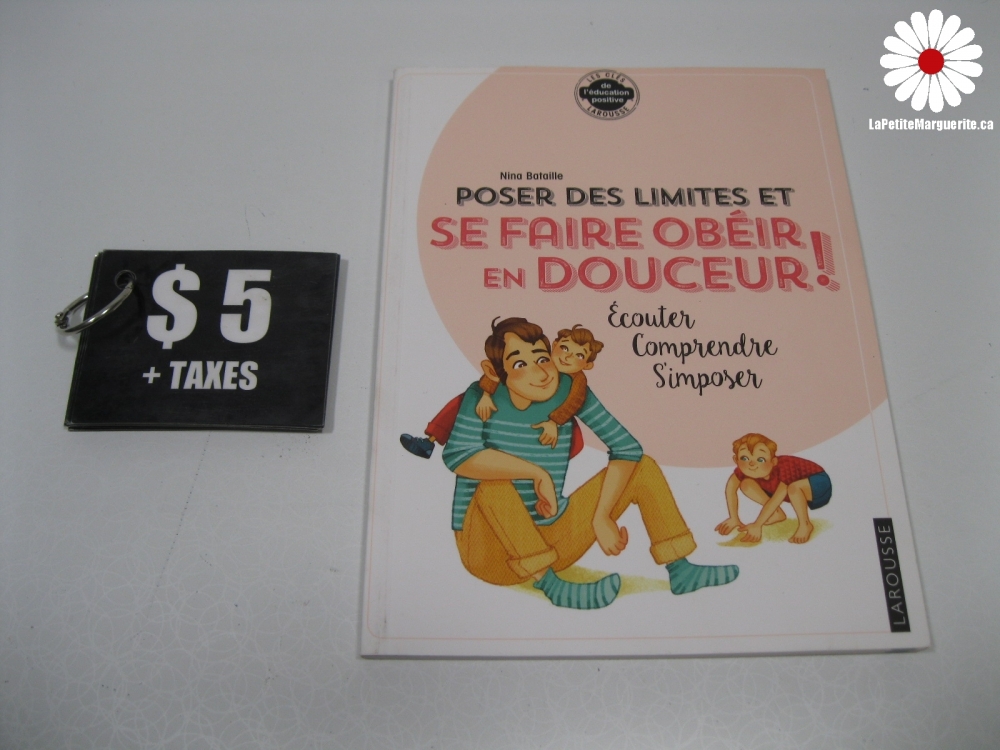 LaPetiteMarguerite.ca
$ 5
+ TAXES
LES CLÉS
de
l'éducation
positive
LAROUSSE
Nina Bataille
POSER DES LIMITES ET
SE FAIRE OBÉIR
EN DOUCEUR !
Écouter
Comprendre
S'imposer
LAROUSSE